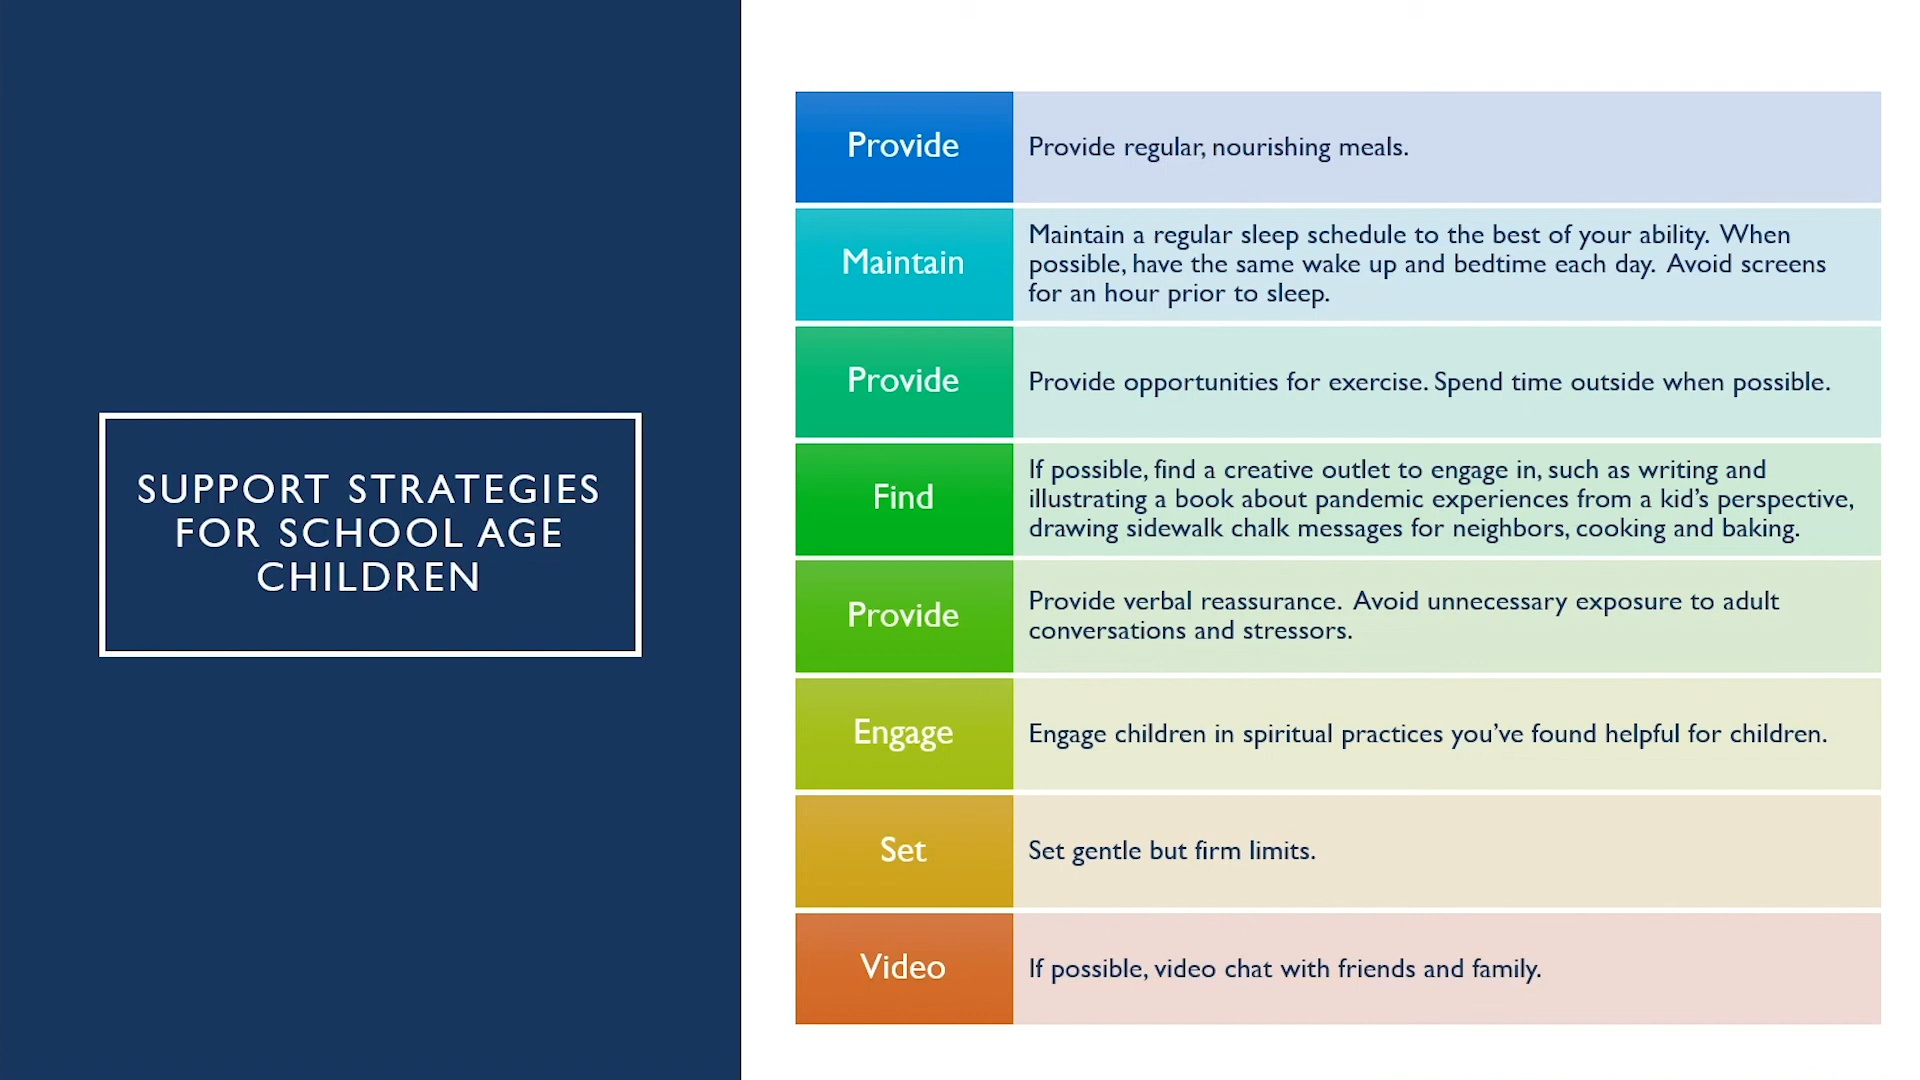 SUPPORT STRATEGIES
FOR SCHOOL AGE
CHILDREN
Provide
Provide regular, nourishing meals.
Maintain
Maintain a regular sleep schedule to the best of your ability. When
possible, have the same wake up and bedtime each day. Avoid screens
for an hour prior to sleep.
Provide
Provide opportunities for exercise. Spend time outside when possible.
Find
If possible, find a creative outlet to engage in, such as writing and
illustrating a book about pandemic experiences from a kid’s perspective,
drawing sidewalk chalk messages for neighbors, cooking and baking.
Provide
Provide verbal reassurance. Avoid unnecessary exposure to adult
conversations and stressors.
Engage
Engage children in spiritual practices you’ve found helpful for children.
Set
Set gentle but firm limits.
Video
If possible, video chat with friends and family.